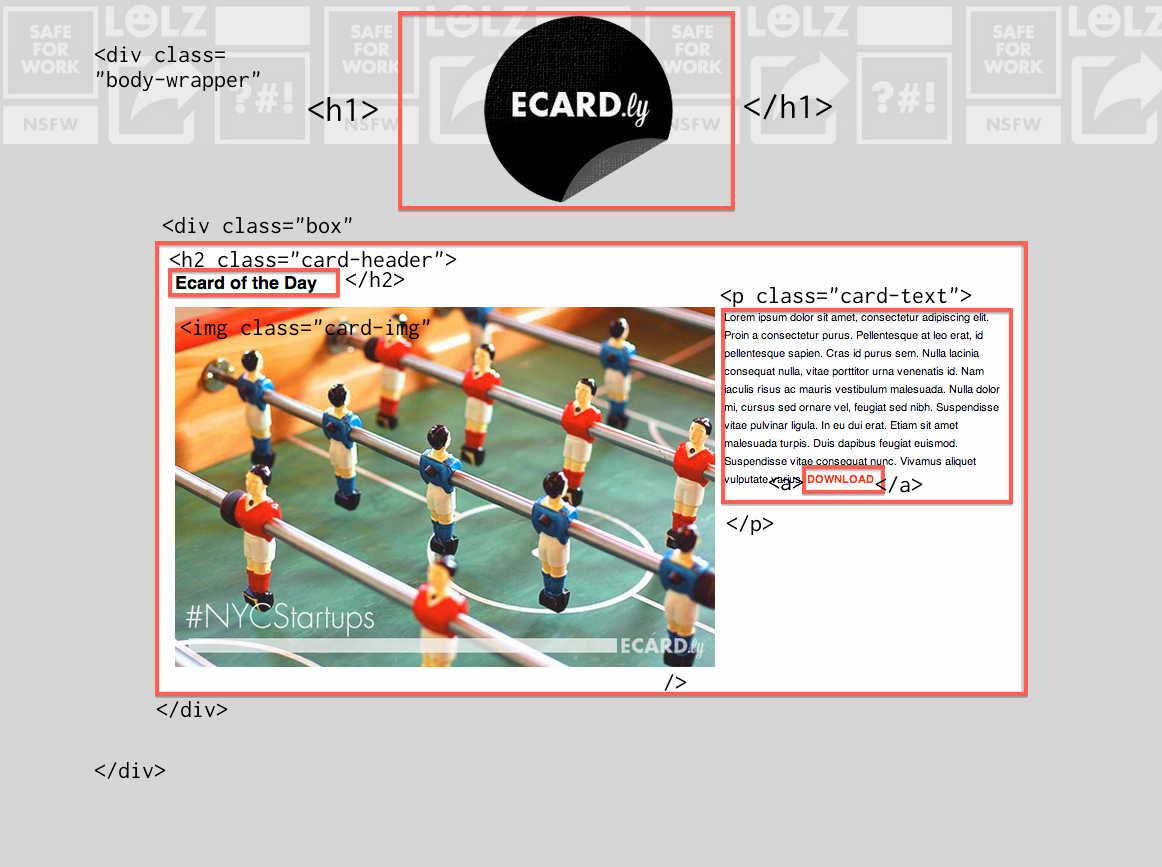 LOLZ LOLZ LOLZ LOLZ
SAFE FOR WORK
SAFE FOR WORK
SAFE FOR WORK
SAFE FOR WORK
<div class=
"body-wrapper"
?#!
?#!
NSFW
NSFW
NSFW
<h1>
ECARD.ly
</h1>
<div class="box"
<h2 class="card-header">
Ecard of the Day
</h2>
<img class="card-img"
#NYCStartups
ECARD.ly
/>
<p class="card-text">
Lorem ipsum dolor sit amet, consectetur adipiscing elit.
Proin a consectetur purus. Pellentesque at leo erat, id
pellentesque sapien. Cras id purus sem. Nulla lacinia
consequat nulla, vitae porttitor urna venenatis id. Nam
iaculis risus ac mauris vestibulum malesuada. Nulla dolor
mi, cursus sed ornare vel, feugiat sed nibh. Suspendisse
vitae pulvinar ligula. In eu dui erat. Etiam sit amet
malesuada turpis. Duis dapibus feugiat euismod.
Suspendisse vitae consequat nunc. Vivamus aliquet
vulputate varius.
<a>
DOWNLOAD
</a>
</p>
</div>
</div>